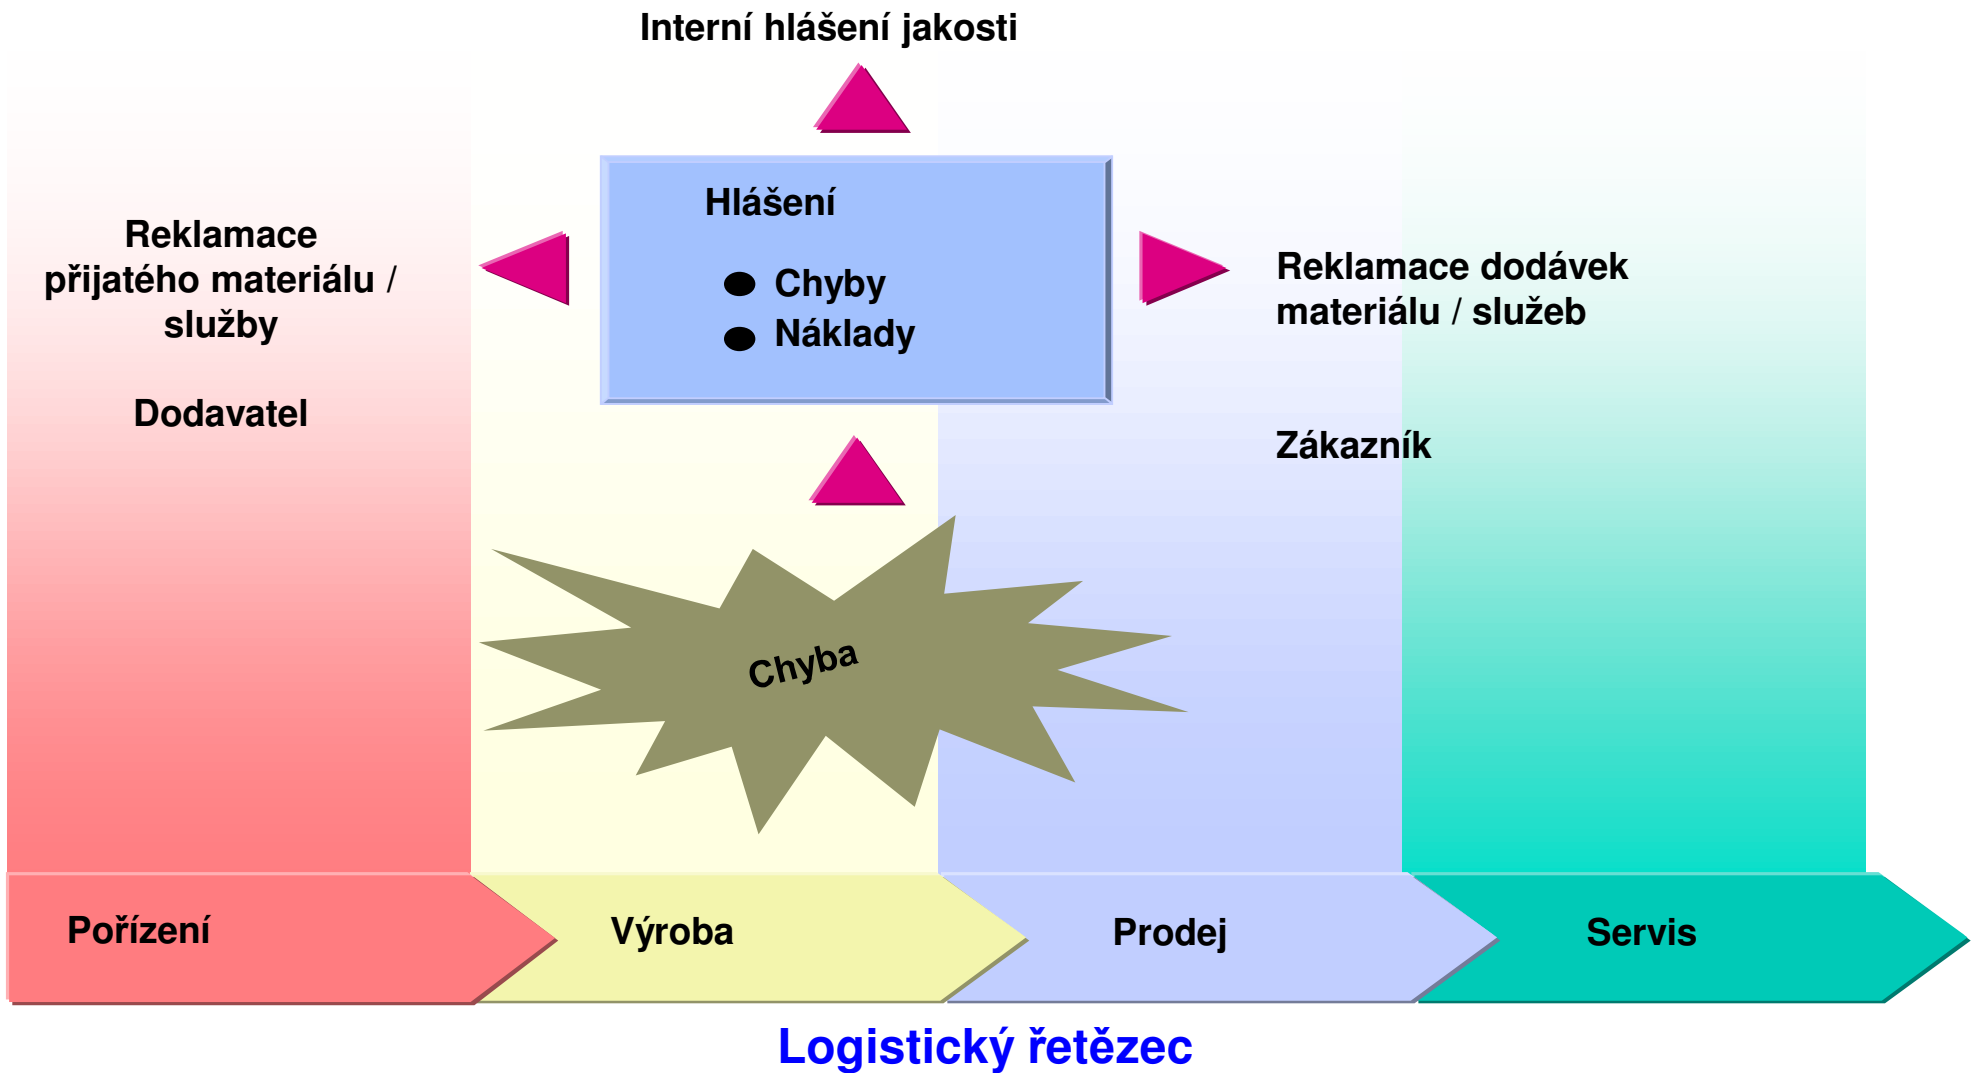 Interní hlášení jakosti
Hlášení
Chyby
Náklady
Reklamace
přijatého materiálu /
služby
Dodavatel
Reklamace dodávek
materiálu / služeb
Zákazník
Chyba
Pořízení
Výroba
Prodej
Servis
Logistický řetězec